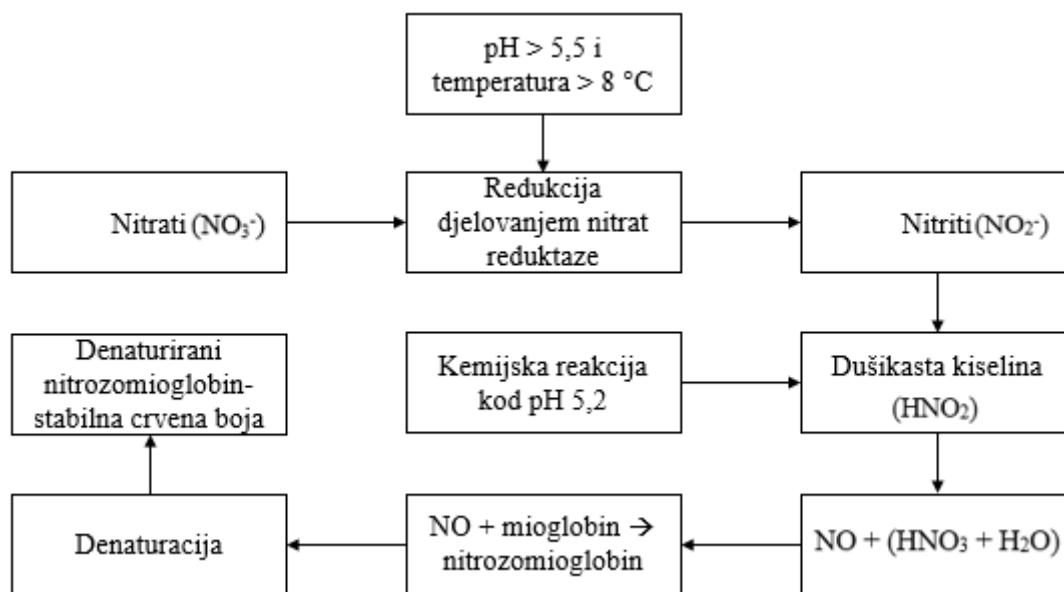 pH > 5,5 i
temperatura > 8 °C
Nitrati (NO₃⁻)
Redukcija
djelovanjem nitrat
reduktaze
Nitriti (NO₂⁻)
Denaturirani
nitrozomioglobin-
stabilna crvena boja
Kemijska reakcija
kod pH 5,2
Dušikasta kiselina
(HNO₂)
Denaturacija
NO + mioglobin →
nitrozomioglobin
NO + (HNO₃ + H₂O)